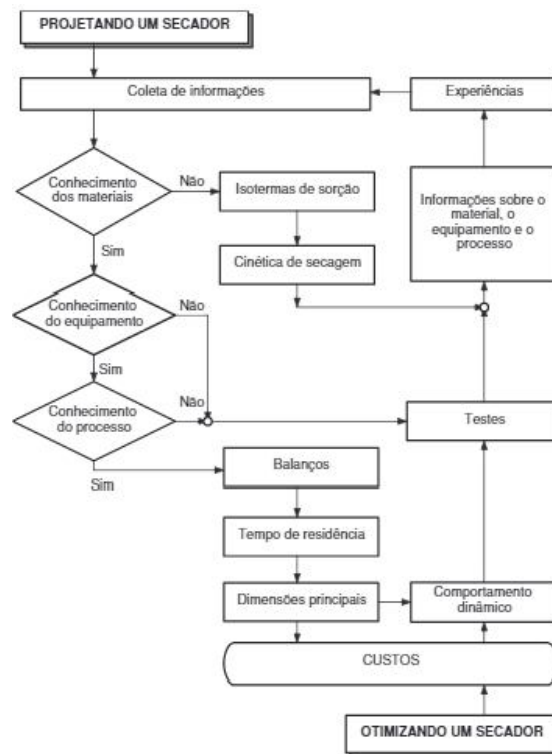 PROJETANDO UM SECADOR
Coleta de informações
Experiências
Conhecimento
dos materiais
Não
Isotermas de sorção
Informações sobre o
material, o
equipamento e o
processo
Sim
Cinética de secagem
Conhecimento
do equipamento
Não
Sim
Conhecimento
do processo
Não
Testes
Sim
Balanços
Tempo de residência
Dimensões principais
Comportamento
dinâmico
CUSTOS
OTIMIZANDO UM SECADOR